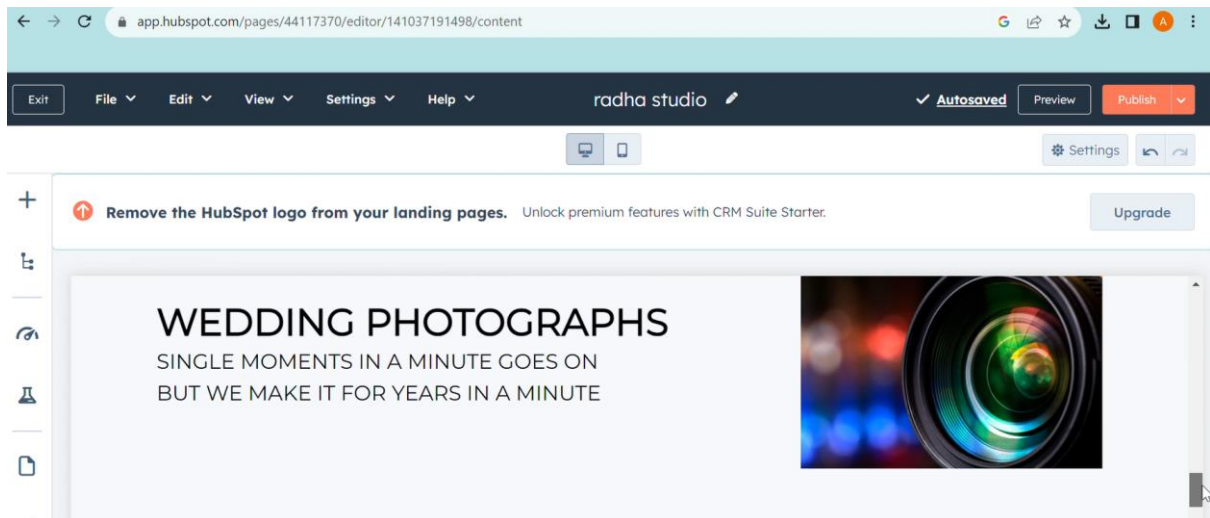 app.hubspot.com/pages/44117370/editor/141037191498/content
Exit File Edit View Settings Help radha studio Autosaved Preview Publish
Settings
Remove the HubSpot logo from your landing pages. Unlock premium features with CRM Suite Starter. Upgrade
WEDDING PHOTOGRAPHS
SINGLE MOMENTS IN A MINUTE GOES ON
BUT WE MAKE IT FOR YEARS IN A MINUTE